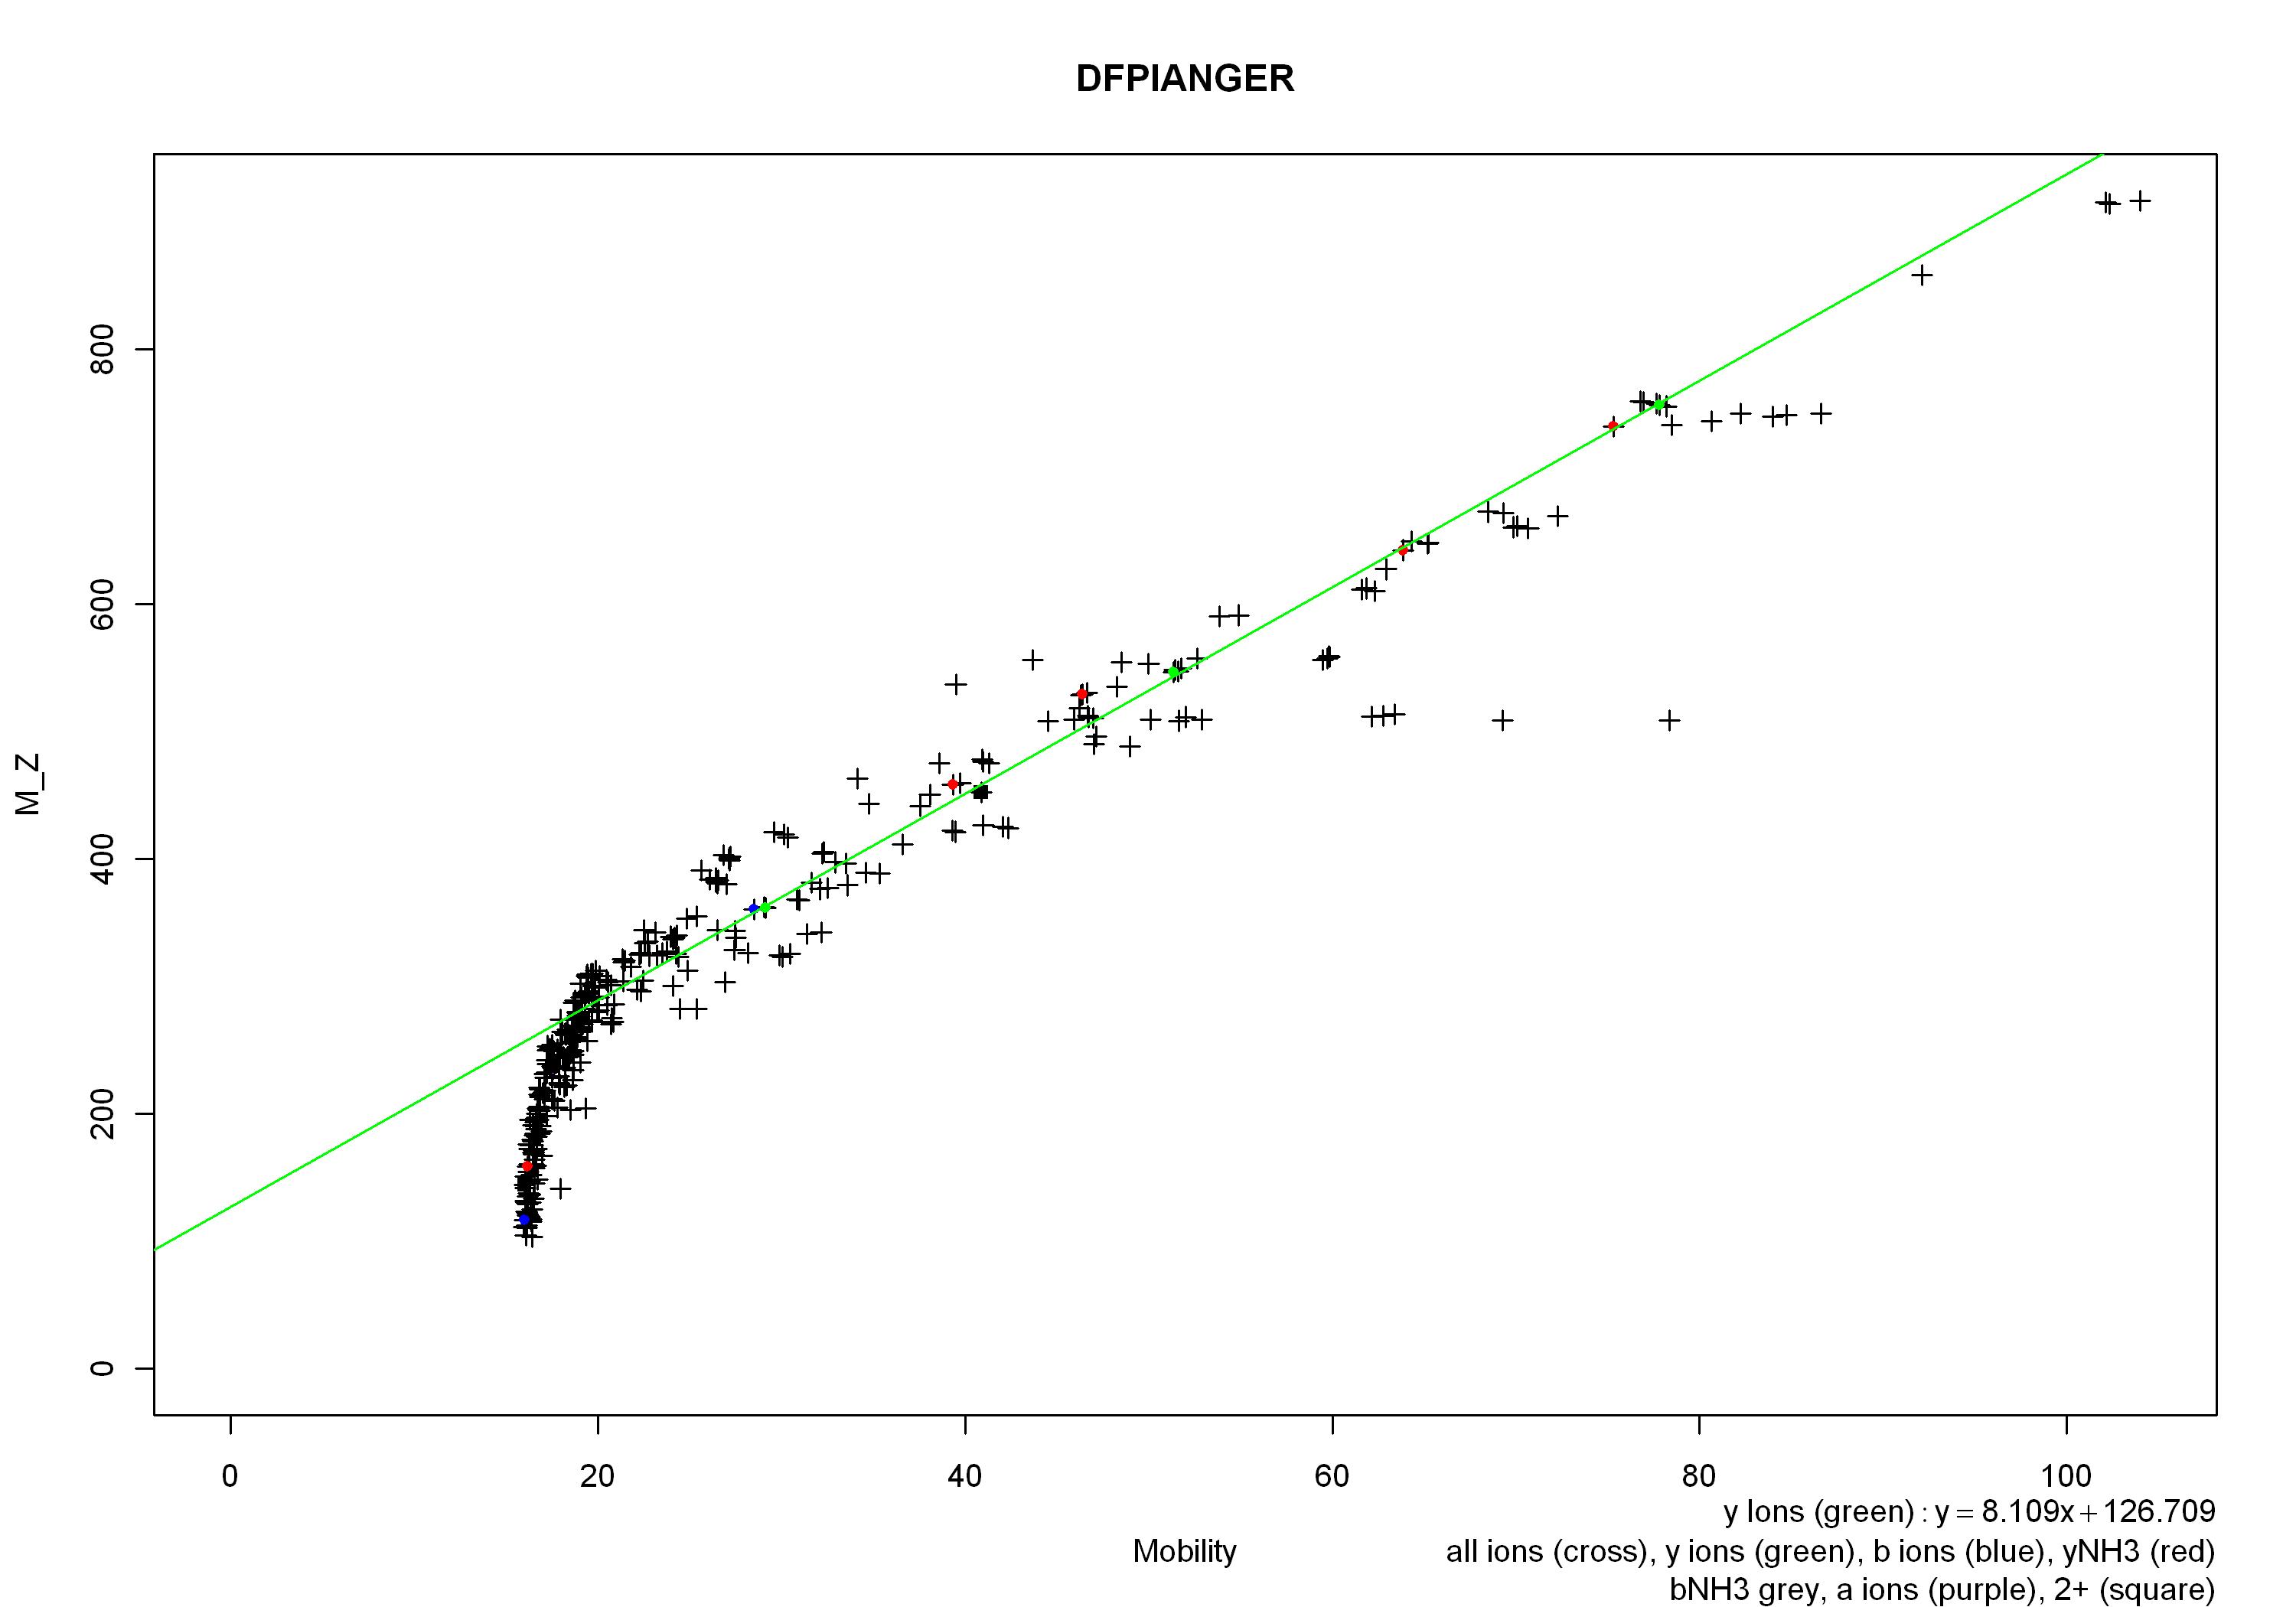 DFPIANGER
M_Z
800
600
400
200
0
0 20 40 60 80 100
y Ions (green) : y = 8.109x + 126.709
Mobility all ions (cross), y ions (green), b ions (blue), yNH3 (red)
bNH3 grey, a ions (purple), 2+ (square)